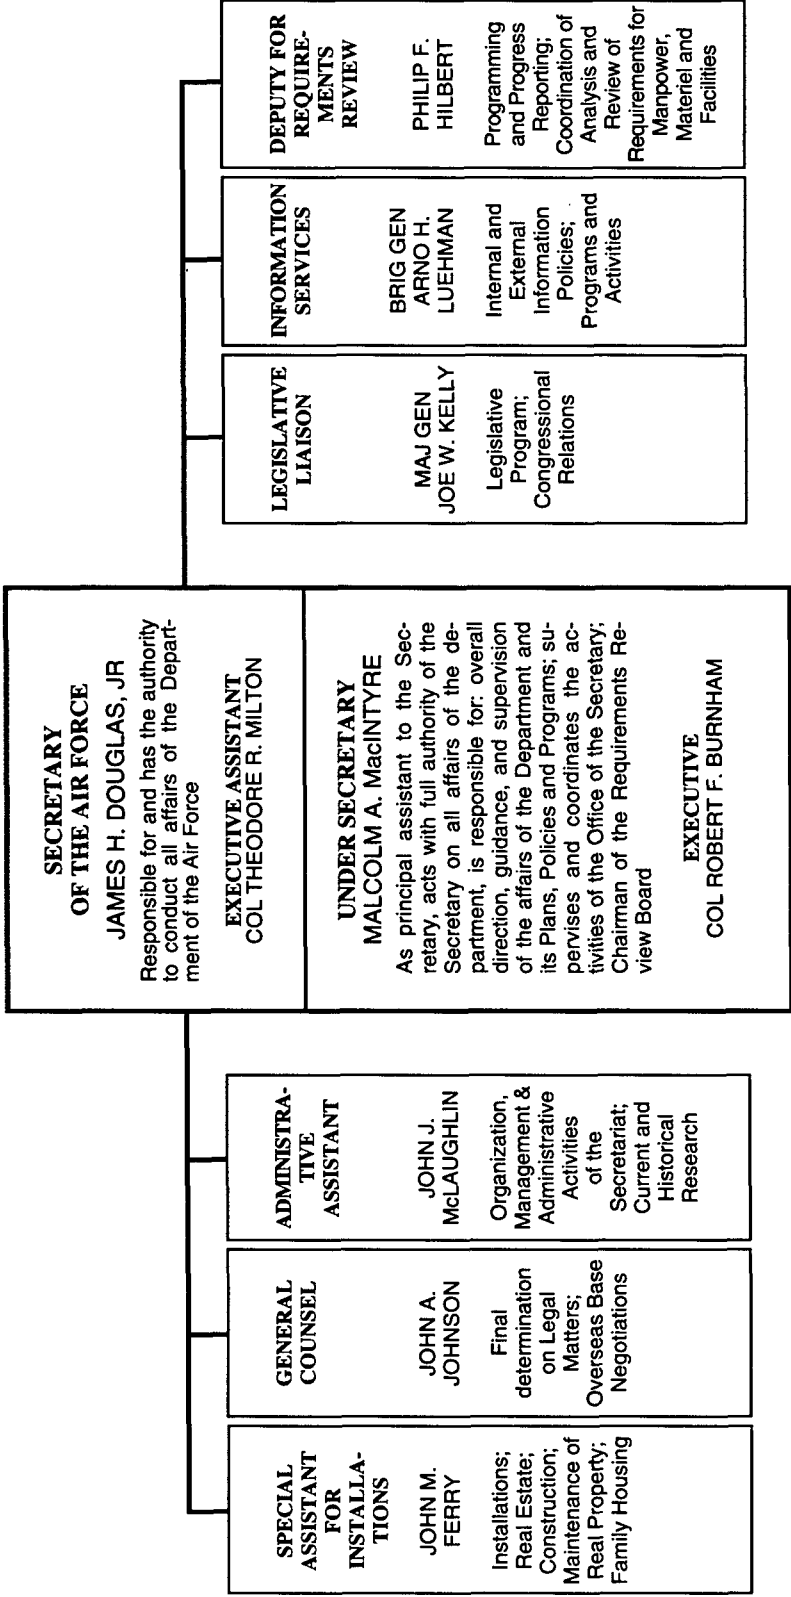 SECRETARY
OF THE AIR FORCE
JAMES H. DOUGLAS, JR
Responsible for and has the authority
to conduct all affairs of the Depart-
ment of the Air Force
EXECUTIVE ASSISTANT
COL THEODORE R. MILTON
UNDER SECRETARY
MALCOLM A. MacINTYRE
As principal assistant to the Sec-
retary, acts with full authority of the
Secretary on all affairs of the de-
partment, is responsible for: overall
direction, guidance, and supervision
of the affairs of the Department and
its Plans, Policies and Programs; su-
pervises and coordinates the ac-
tivities of the Office of the Secretary;
Chairman of the Requirements Re-
view Board
EXECUTIVE
COL ROBERT F. BURNHAM
SPECIAL
ASSISTANT
FOR
INSTALLA-
TIONS
JOHN M.
FERRY
Installations;
Real Estate;
Construction;
Maintenance of
Real Property;
Family Housing
GENERAL
COUNSEL
JOHN A.
JOHNSON
Final
determination
on Legal
Matters;
Overseas Base
Negotiations
ADMINISTRA-
TIVE
ASSISTANT
JOHN J.
McLAUGHLIN
Organization,
Management &
Administrative
Activities
of the
Secretariat;
Current and
Historical
Research
LEGISLATIVE
LIAISON
MAJ GEN
JOE W. KELLY
Legislative
Program;
Congressional
Relations
INFORMATION
SERVICES
BRIG GEN
ARNO H.
LUEHMAN
Internal and
External
Information
Policies;
Programs and
Activities
DEPUTY FOR
REQUIRE-
MENTS
REVIEW
PHILIP F.
HILBERT
Programming
and Progress
Reporting;
Coordination of
Analysis and
Review of
Requirements for
Manpower,
Materiel and
Facilities